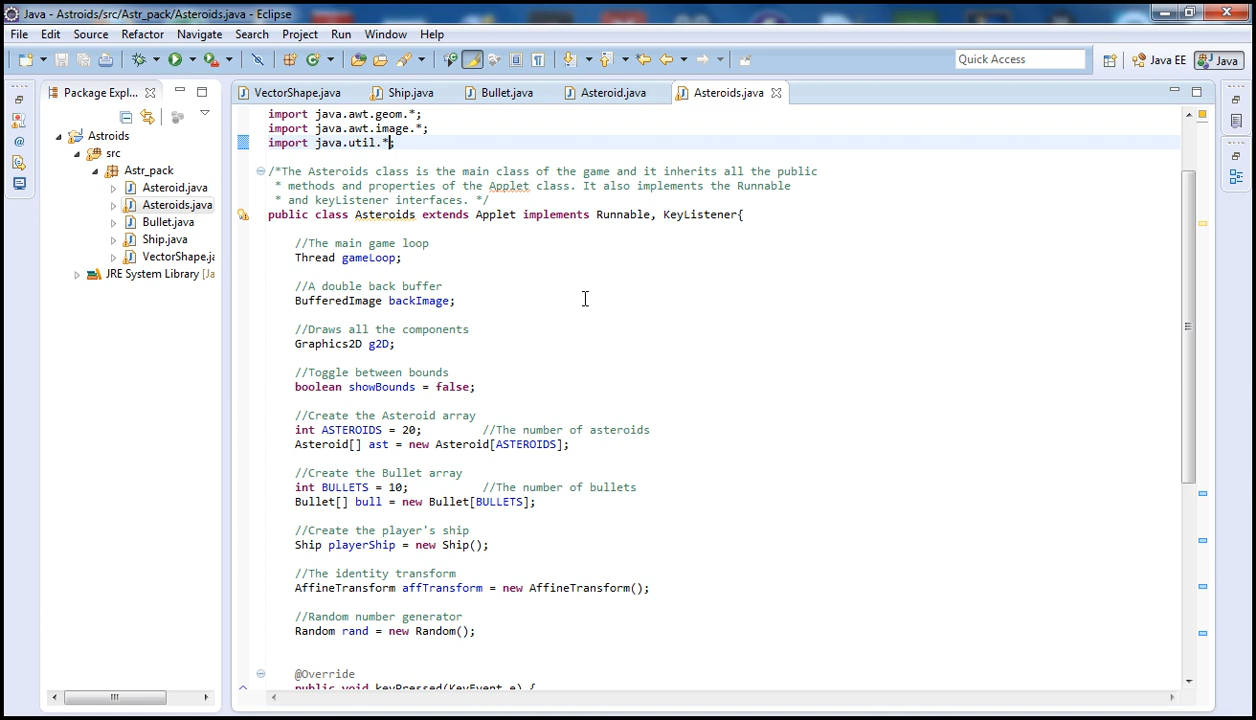 Java - Astroids/src/Astr_pack/Asteroids.java - Eclipse
File Edit Source Refactor Navigate Search Project Run Window Help
Quick Access
Java EE
Java
Package Expl...
VectorShape.java
Ship.java
Bullet.java
Asteroid.java
Asteroids.java
Astroids
src
Astr_pack
Asteroid.java
Asteroids.java
Bullet.java
Ship.java
VectorShape.ja
JRE System Library [Ja
import java.awt.geom.*;
import java.awt.image.*;
import java.util.*;
/*The Asteroids class is the main class of the game and it inherits all the public
* methods and properties of the Applet class. It also implements the Runnable
* and keyListener interfaces. */
public class Asteroids extends Applet implements Runnable, KeyListener{
//The main game loop
Thread gameLoop;
//A double back buffer
BufferedImage backImage;
//Draws all the components
Graphics2D g2D;
//Toggle between bounds
boolean showBounds = false;
//Create the Asteroid array
int ASTEROIDS = 20; //The number of asteroids
Asteroid[] ast = new Asteroid[ASTEROIDS];
//Create the Bullet array
int BULLETS = 10; //The number of bullets
Bullet[] bull = new Bullet[BULLETS];
//Create the player's ship
Ship playerShip = new Ship();
//The identity transform
AffineTransform affTransform = new AffineTransform();
//Random number generator
Random rand = new Random();
@Override
public void keyPressed(KeyEvent e) {